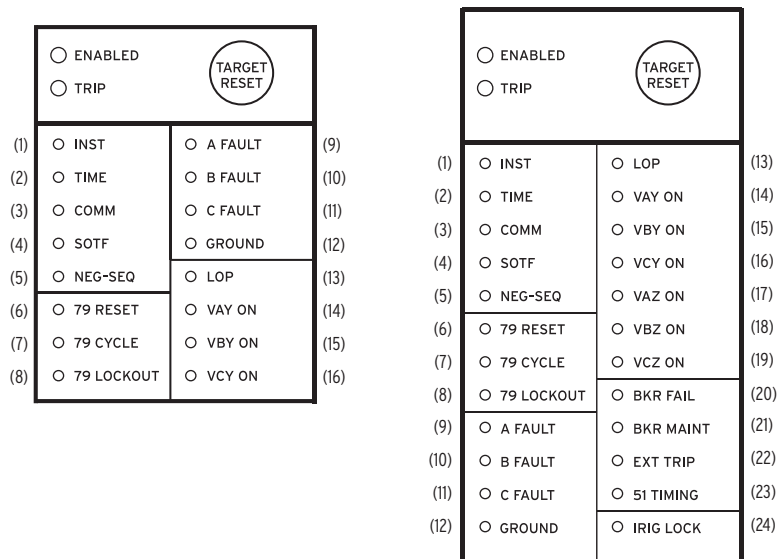 ENABLED
TRIP
TARGET
RESET
(1) INST
(2) TIME
(3) COMM
(4) SOTF
(5) NEG-SEQ
(6) 79 RESET
(7) 79 CYCLE
(8) 79 LOCKOUT
A FAULT (9)
B FAULT (10)
C FAULT (11)
GROUND (12)
LOP (13)
VAY ON (14)
VBY ON (15)
VCY ON (16)
ENABLED
TRIP
TARGET
RESET
(1) INST
(2) TIME
(3) COMM
(4) SOTF
(5) NEG-SEQ
(6) 79 RESET
(7) 79 CYCLE
(8) 79 LOCKOUT
(9) A FAULT
(10) B FAULT
(11) C FAULT
(12) GROUND
LOP (13)
VAY ON (14)
VBY ON (15)
VCY ON (16)
VAZ ON (17)
VBZ ON (18)
VCZ ON (19)
BKR FAIL (20)
BKR MAINT (21)
EXT TRIP (22)
51 TIMING (23)
IRIG LOCK (24)